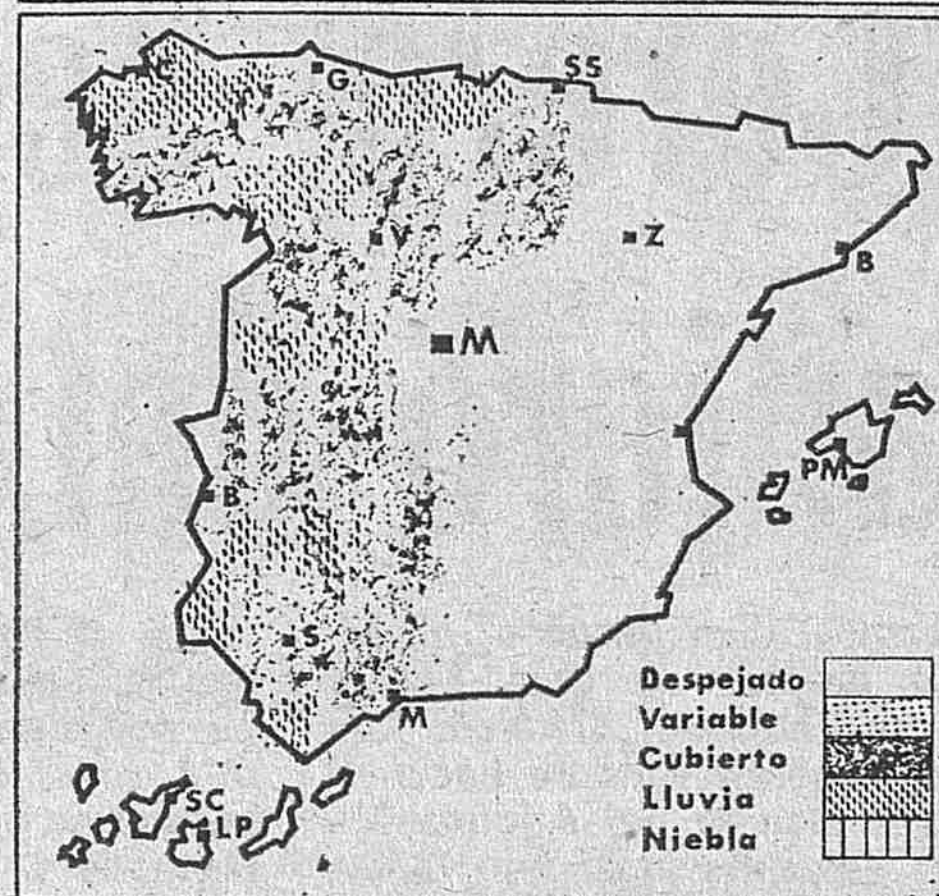 C
G
SS
V
Z
B
M
PM
B
S
M
SC
LP
Despejado
Variable
Cubierto
Lluvia
Niebla